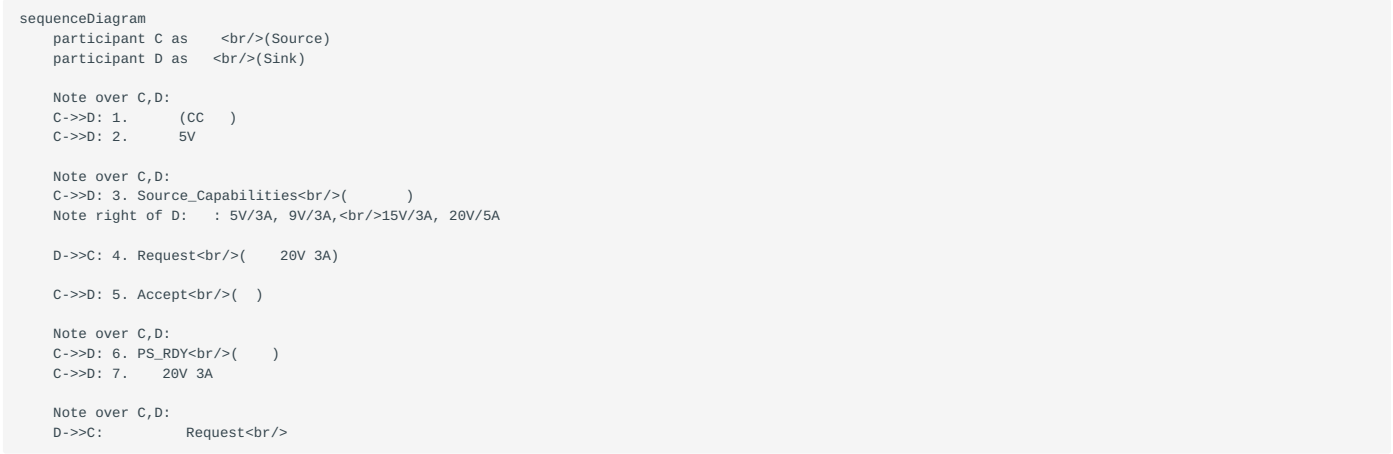 sequenceDiagram
participant C as <br/>(Source)
participant D as <br/>(Sink)
Note over C,D:
C->>D: 1. (CC )
C->>D: 2. 5V
Note over C,D:
C->>D: 3. Source_Capabilities<br/>( )
Note right of D: : 5V/3A, 9V/3A,<br/>15V/3A, 20V/5A
D->>C: 4. Request<br/>( 20V 3A)
C->>D: 5. Accept<br/>( )
Note over C,D:
C->>D: 6. PS_RDY<br/>( )
C->>D: 7. 20V 3A
Note over C,D:
D->>C: Request<br/>